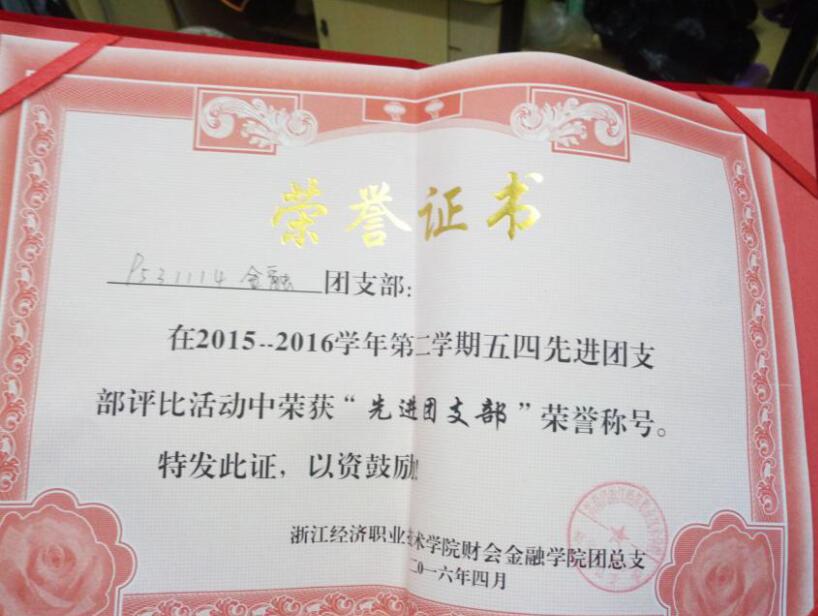 荣誉证书
P531114 金融 团支部：
在2015--2016学年第二学期五四先进团支
部评比活动中荣获“先进团支部”荣誉称号。
特发此证，以资鼓励
浙江经济职业技术学院财会金融学院团总支
二0一六年四月